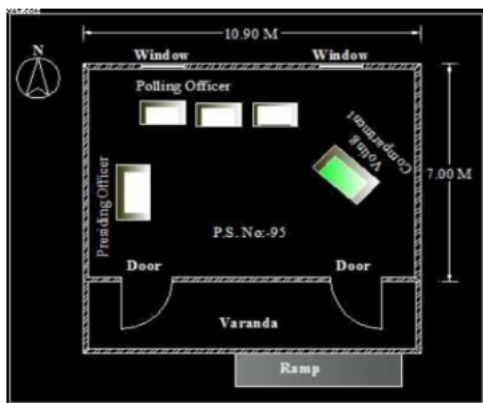 10.90 M
N
Window
Window
Polling Officer
Voting
Compartment
7.00 M
Presiding Officer
P.S. No:-95
Door
Door
Varanda
Ramp